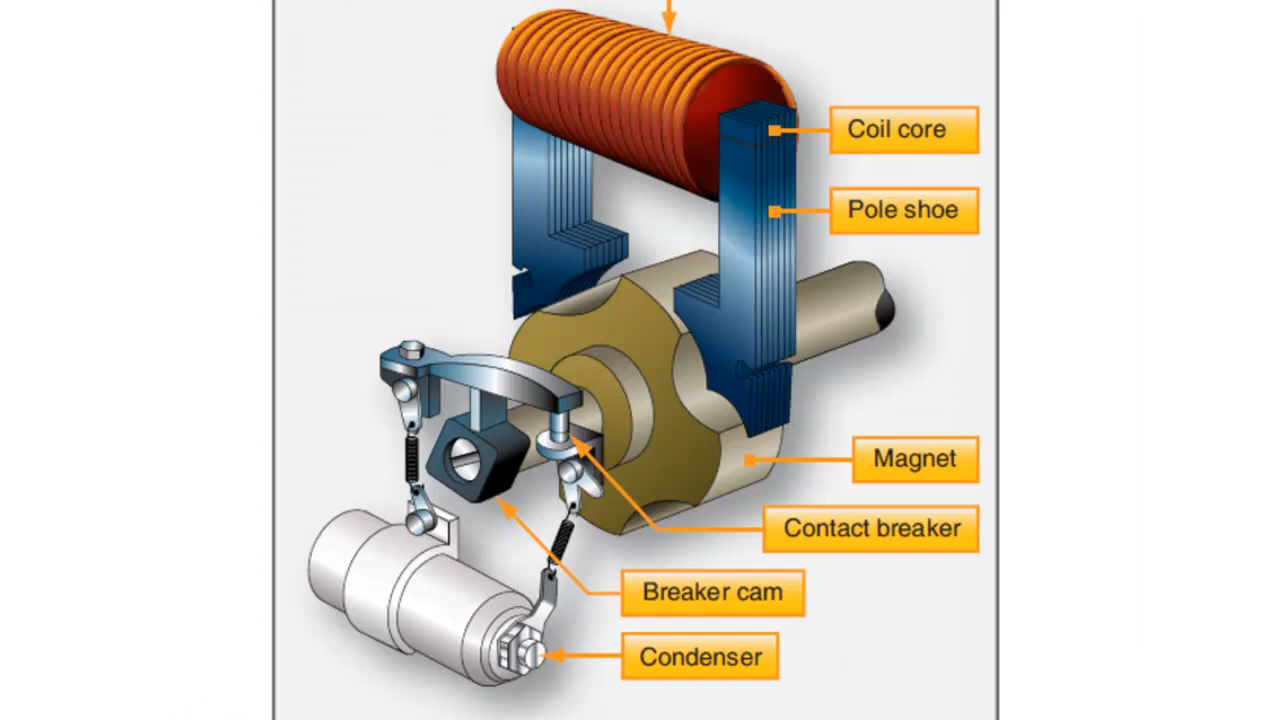 Coil core
Pole shoe
Magnet
Contact breaker
Breaker cam
Condenser